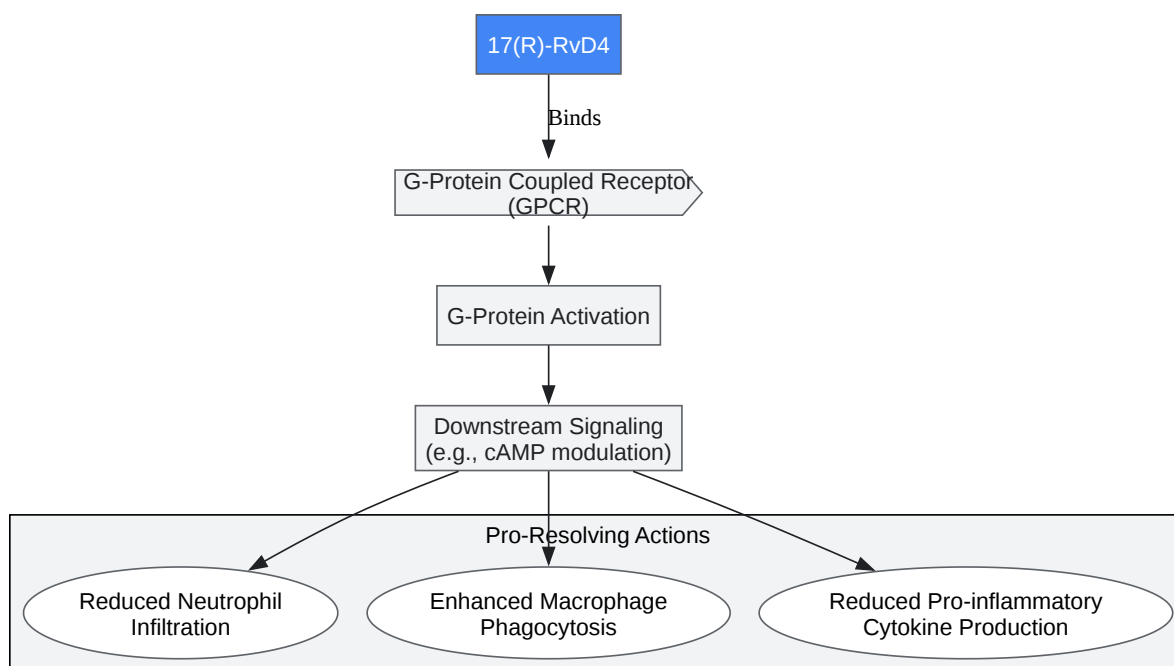 17(R)-RvD4
Binds
G-Protein Coupled Receptor
(GPCR)
G-Protein Activation
Downstream Signaling
(e.g., cAMP modulation)
Pro-Resolving Actions
Reduced Neutrophil
Infiltration
Enhanced Macrophage
Phagocytosis
Reduced Pro-inflammatory
Cytokine Production